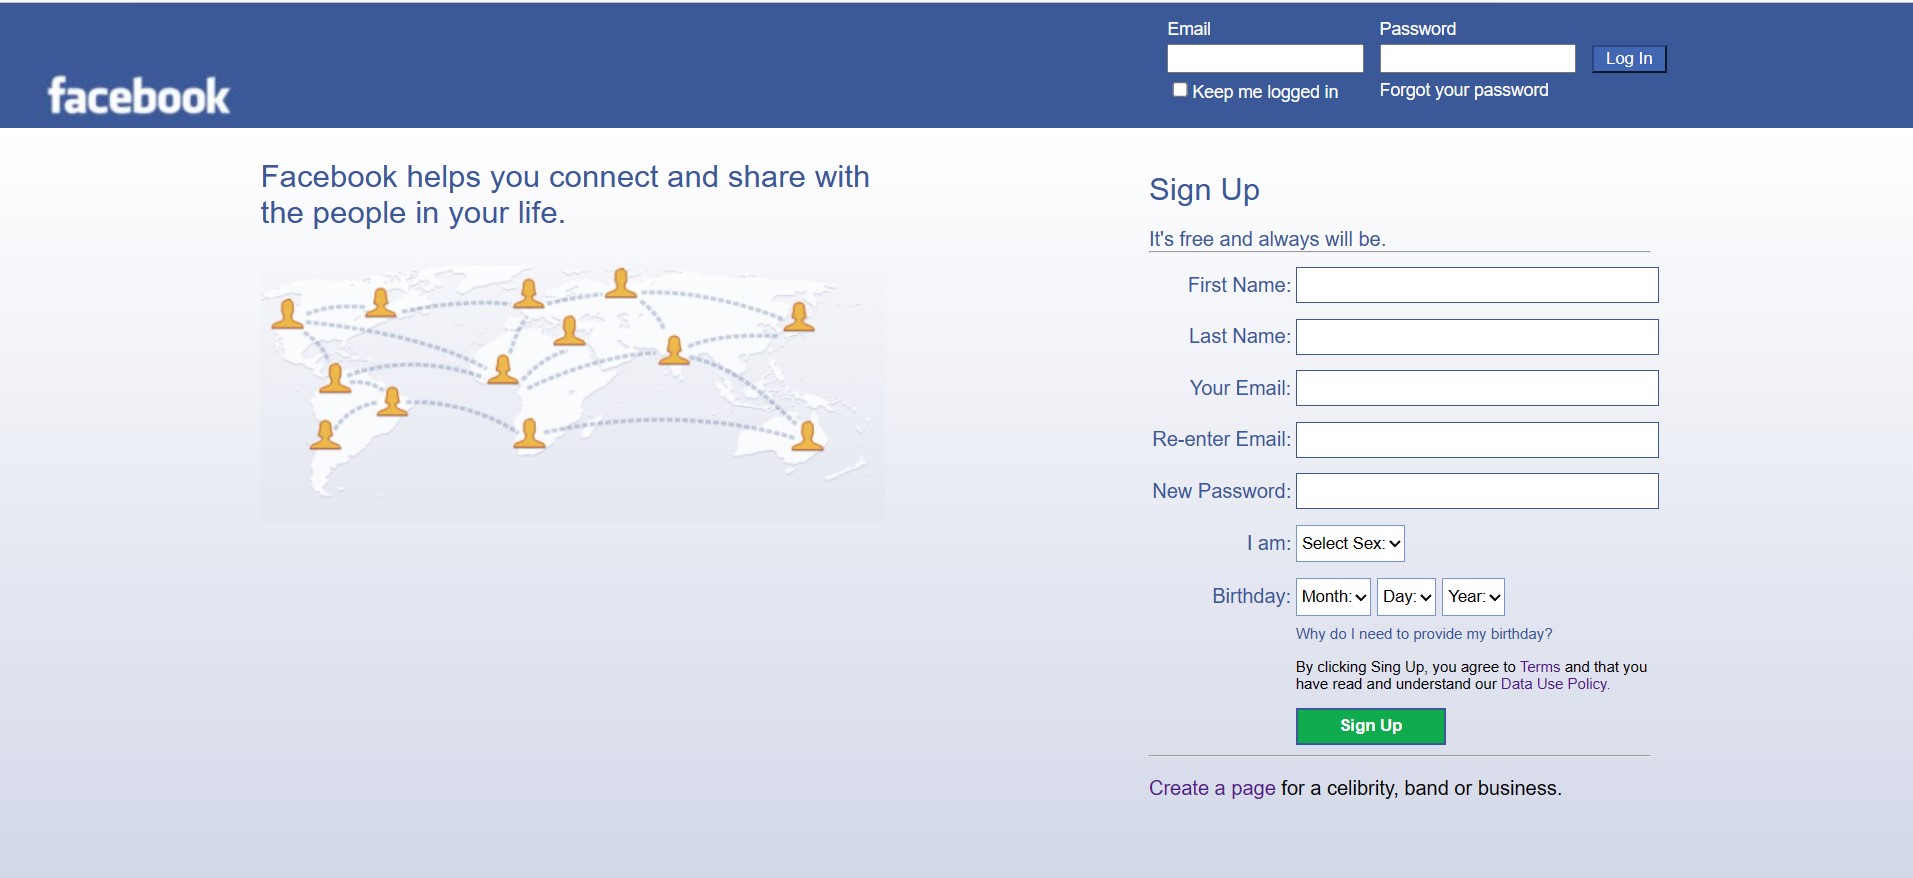 Email
Password
Log In
facebook
Keep me logged in
Forgot your password
Facebook helps you connect and share with
the people in your life.
Sign Up
It's free and always will be.
First Name:
Last Name:
Your Email:
Re-enter Email:
New Password:
I am: Select Sex:
Birthday: Month: Day: Year:
Why do I need to provide my birthday?
By clicking Sing Up, you agree to Terms and that you
have read and understand our Data Use Policy.
Sign Up
Create a page for a celibrity, band or business.